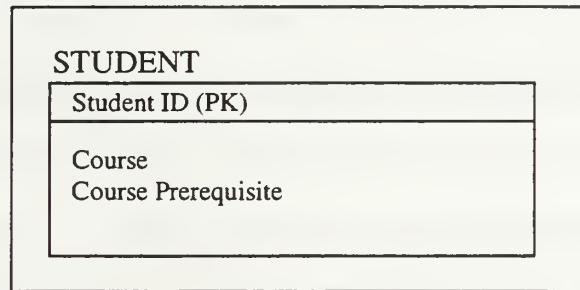 STUDENT
Student ID (PK)
Course
Course Prerequisite